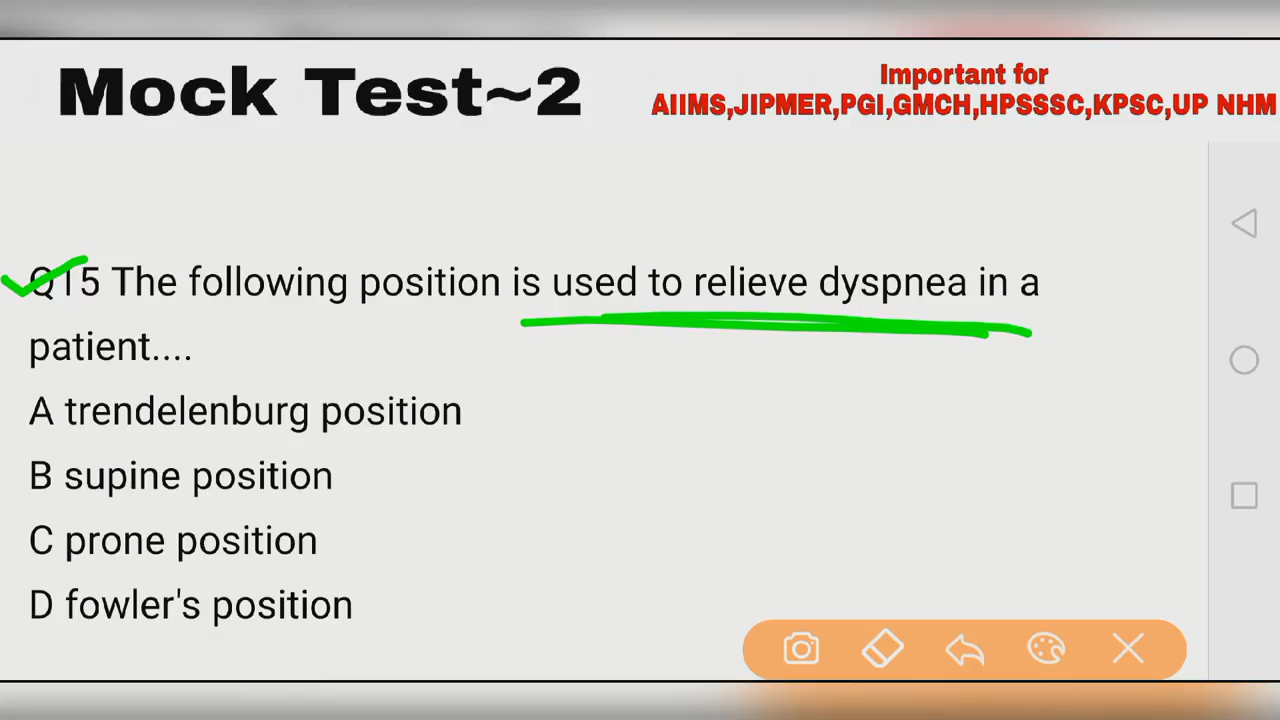 Mock Test~2
Important for
AIIMS,JIPMER,PGI,GMCH,HPSSSC,KPSC,UP NHM
Q15 The following position is used to relieve dyspnea in a
patient....
A trendelenburg position
B supine position
C prone position
D fowler's position